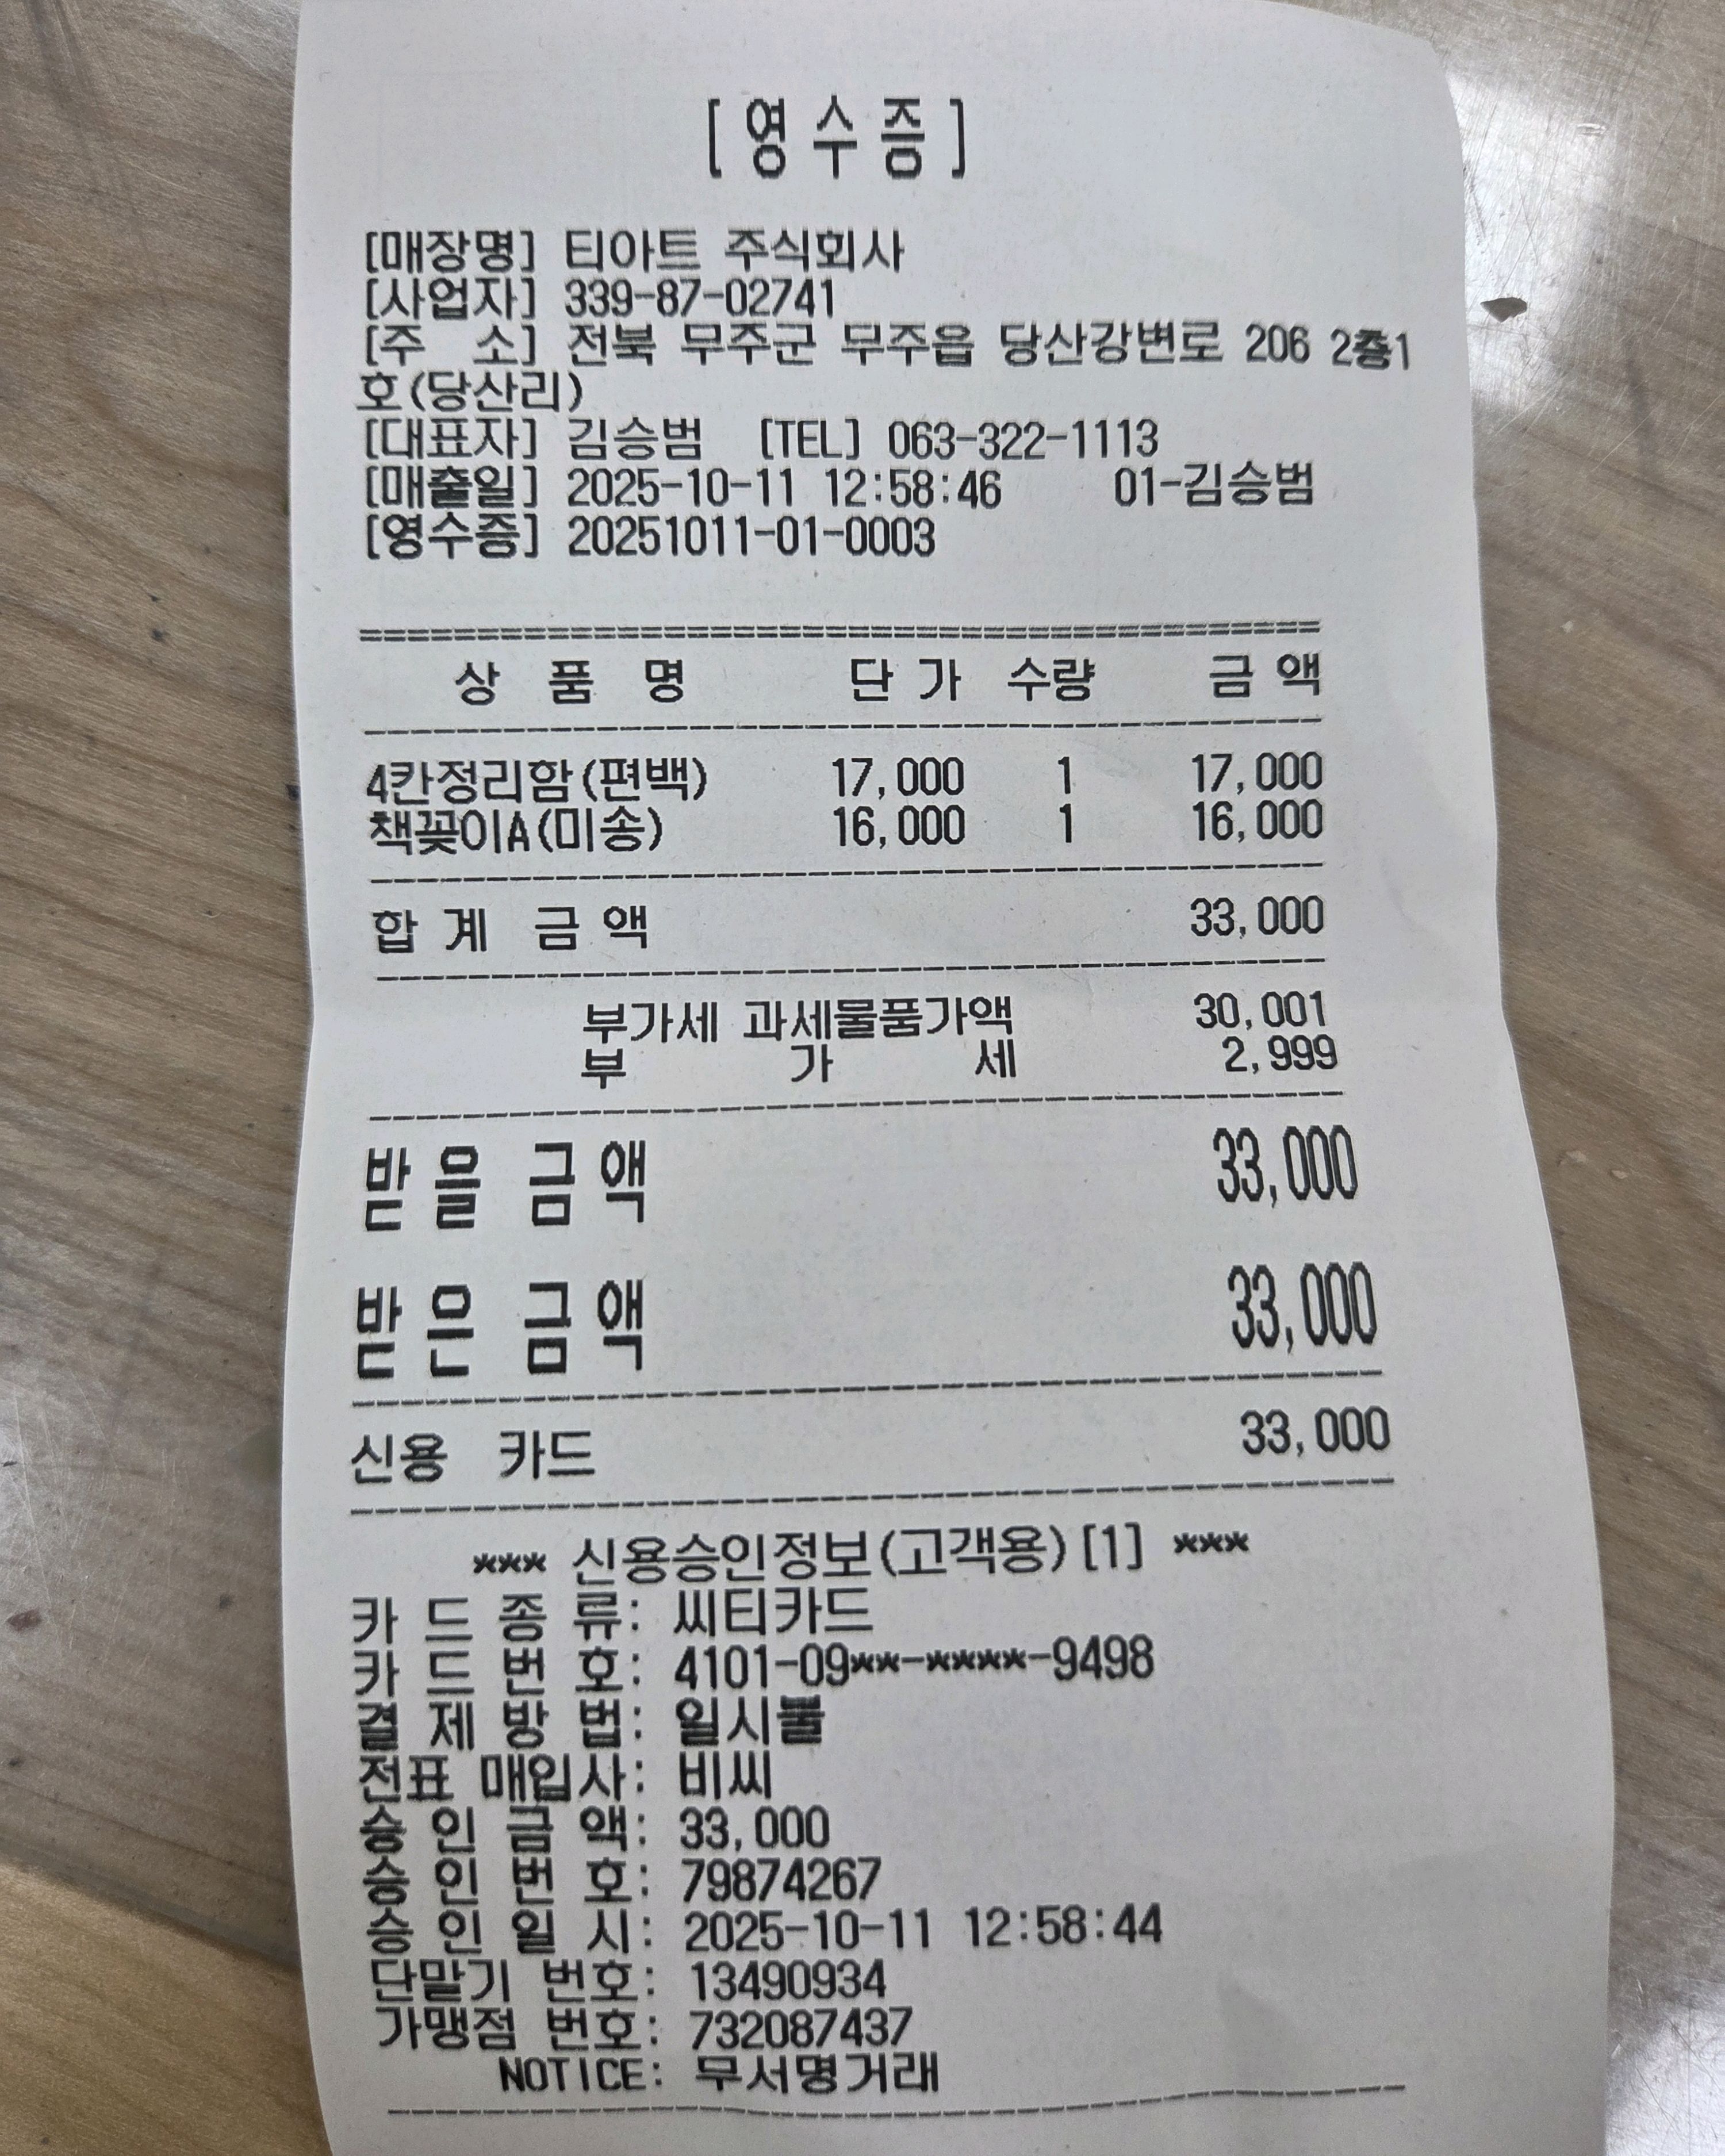 [영수증]
[매장명] 티아트 주식회사
[사업자] 339-87-02741
[주 소] 전북 무주군 무주읍 당산강변로 206 2층1
호(당산리)
[대표자] 김승범 [TEL] 063-322-1113
[매출일] 2025-10-11 12:58:46 01-김승범
[영수증] 20251011-01-0003
==========================================
상 품 명 단 가 수량 금 액
------------------------------------------
4칸정리함(편백) 17,000 1 17,000
책꽂이A(미송) 16,000 1 16,000
------------------------------------------
합 계 금 액 33,000
------------------------------------------
부가세 과세물품가액 30,001
부 가 세 2,999
------------------------------------------
받 을 금 액 33,000
받 은 금 액 33,000
------------------------------------------
신용 카드 33,000
------------------------------------------
*** 신용승인정보(고객용)[1] ***
카 드 종 류: 씨티카드
카 드 번 호: 4101-09**-****-9498
결 제 방 법: 일시불
전표 매입사: 비씨
승 인 금 액: 33,000
승 인 번 호: 79874267
승 인 일 시: 2025-10-11 12:58:44
단말기 번호: 13490934
가맹점 번호: 732087437
NOTICE: 무서명거래
------------------------------------------